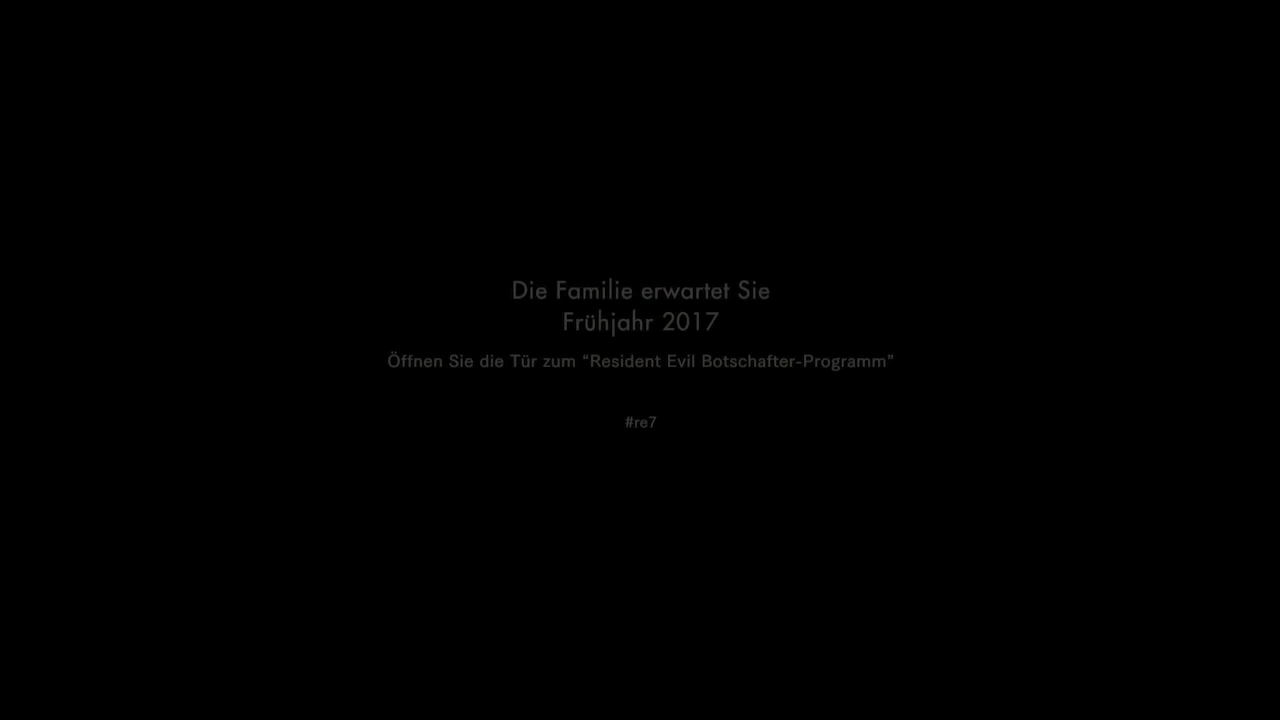 Die Familie erwartet Sie
Frühjahr 2017
Öffnen Sie die Tür zum “Resident Evil Botschafter-Programm”
#re7